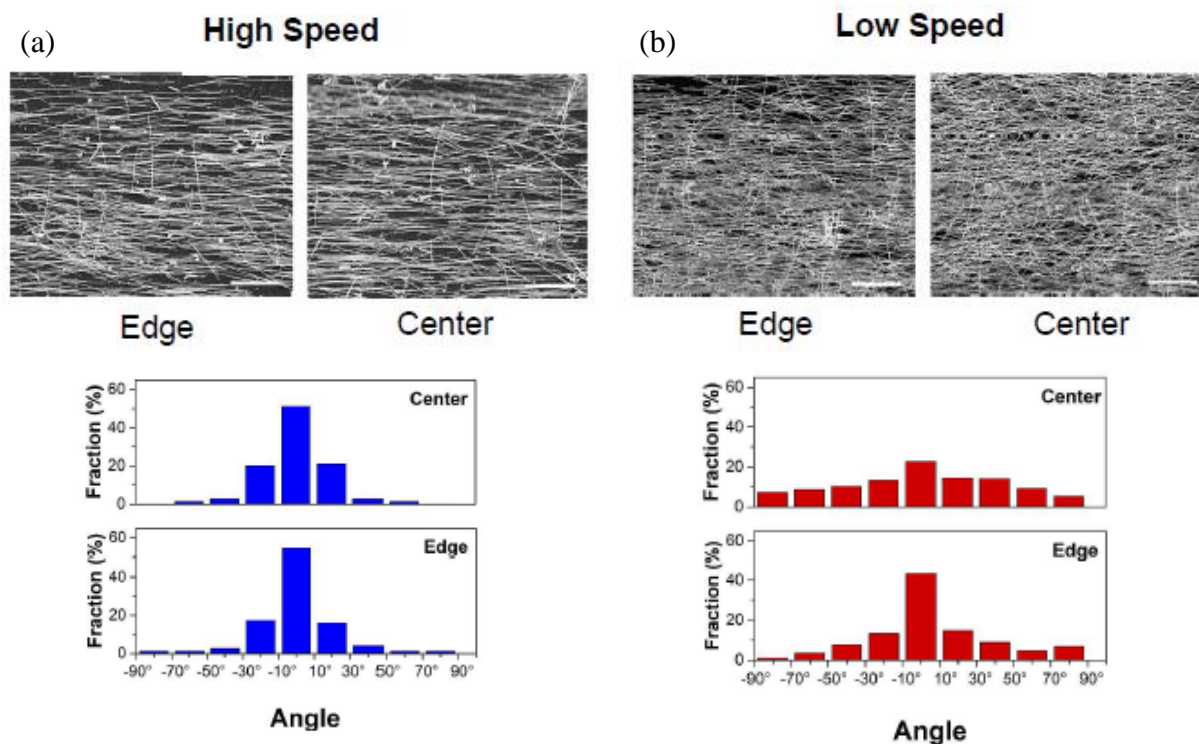 (a)
High Speed
(b)
Low Speed
Edge
Center
Edge
Center
Fraction (%)
60
40
20
0
Center
Fraction (%)
60
40
20
0
Edge
-90°
-70°
-50°
-30°
-10°
10°
30°
50°
70°
90°
Angle
Fraction (%)
60
40
20
0
Center
Fraction (%)
60
40
20
0
Edge
-90°
-70°
-50°
-30°
-10°
10°
30°
50°
70°
90°
Angle